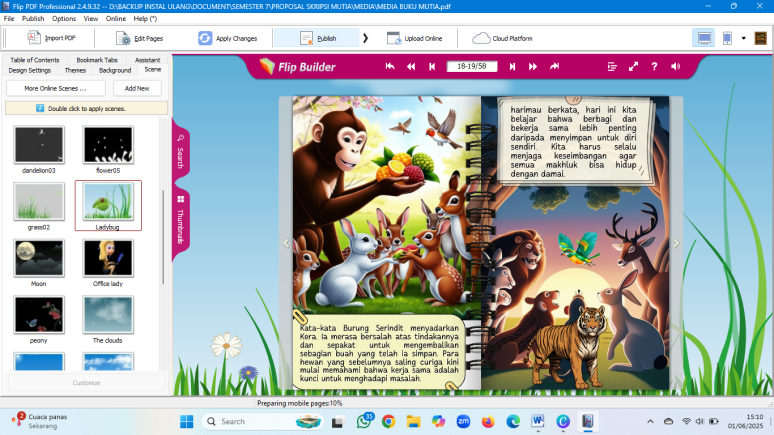 Flip PDF Professional 2.4.9.32 -- D:\BACKUP INSTAL ULANG\DOCUMENT\SEMESTER 7\PROPOSAL SKRIPSI MUTIA\MEDIA\MEDIA BUKU MUTIA.pdf
File View Options Window Online Help (*)
Import PDF Edit Pages Apply Changes Publish Upload Online Cloud Platform
Table of Contents Bookmark Tabs Assistant
Design Settings Themes Background Scene
More Online Scenes ... Add New
Double click to apply scenes.
dandelion03 flower05
grass02 Ladybug
Moon Office lady
peony The clouds
Customize
Flip Builder
18-19/58
Search
Thumbnails
Kata-kata Burung Serindit menyadarkan
Kera. Ia merasa bersalah atas tindakannya
dan sepakat untuk mengembalikan
sebagian buah yang telah ia simpan. Para
hewan yang sebelumnya saling curiga kini
mulai memahami bahwa kerja sama adalah
kunci untuk menghadapi masalah.
harimau berkata, hari ini kita
belajar bahwa berbagi dan
bekerja sama lebih penting
daripada menyimpan untuk diri
sendiri. Kita harus selalu
menjaga keseimbangan agar
semua makhluk bisa hidup
dengan damai.
Preparing mobile pages:10%
2
Cuaca panas
Sekarang
Search
35
zm
15:10
01/06/2025